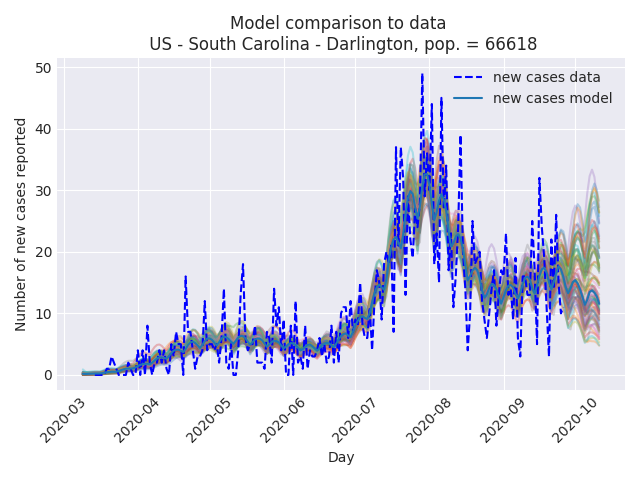 Model comparison to data
US - South Carolina - Darlington, pop. = 66618
new cases data
new cases model
Number of new cases reported
50
40
30
20
10
0
2020-03
2020-04
2020-05
2020-06
2020-07
2020-08
2020-09
2020-10
Day